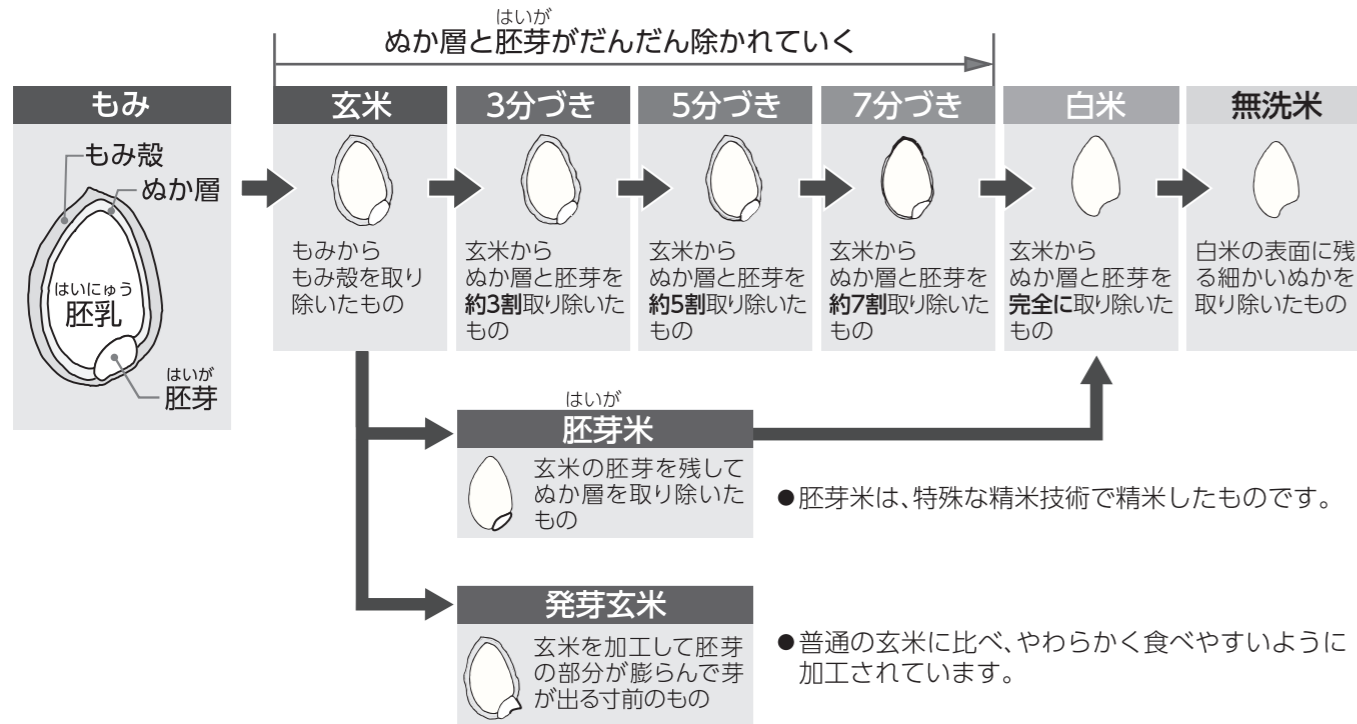 はいが
ぬか層と胚芽がだんだん除かれていく
もみ
もみ殻
ぬか層
はいにゅう
胚乳
はいが
胚芽
玄米
もみから
もみ殻を取り
除いたもの
3分づき
玄米から
ぬか層と胚芽を
約3割取り除いた
もの
5分づき
玄米から
ぬか層と胚芽を
約5割取り除いた
もの
7分づき
玄米から
ぬか層と胚芽を
約7割取り除いた
もの
白米
玄米から
ぬか層と胚芽を
完全に取り除いた
もの
無洗米
白米の表面に残
る細かいぬかを
取り除いたもの
はいが
胚芽米
玄米の胚芽を残して
ぬか層を取り除いた
もの
●胚芽米は、特殊な精米技術で精米したものです。
発芽玄米
玄米を加工して胚芽
の部分が膨らんで芽
が出る寸前のもの
●普通の玄米に比べ、やわらかく食べやすいように
加工されています。